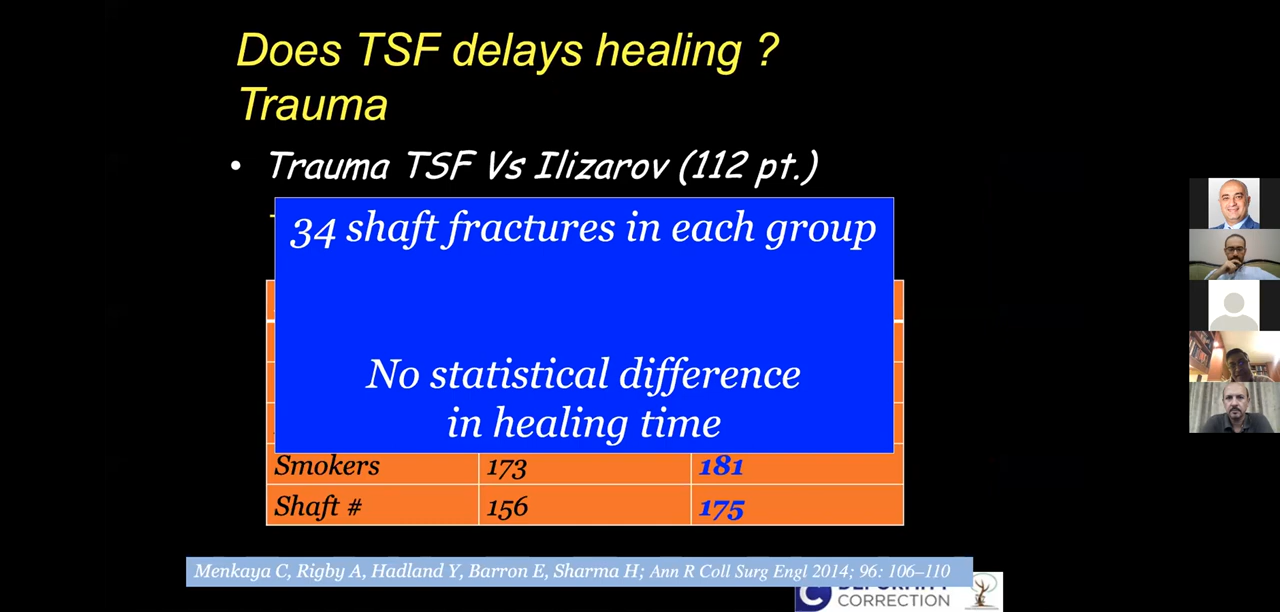 Does TSF delays healing ?
Trauma
• Trauma TSF Vs Ilizarov (112 pt.)
34 shaft fractures in each group
No statistical difference
in healing time
Smokers 173 181
Shaft # 156 175
Menkaya C, Rigby A, Hadland Y, Barron E, Sharma H; Ann R Coll Surg Engl 2014; 96: 106–110
CORRECTION